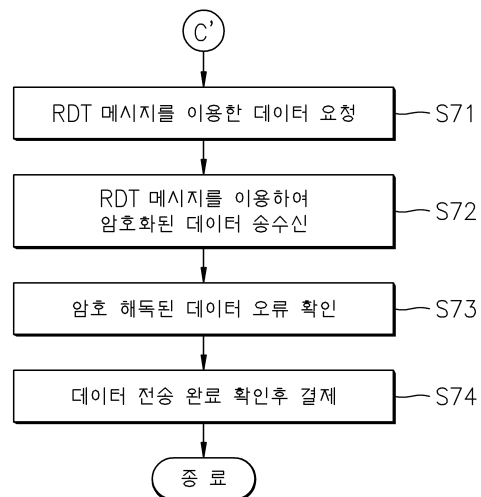 C'
RDT 메시지를 이용한 데이터 요청
S71
RDT 메시지를 이용하여
암호화된 데이터 송수신
S72
암호 해독된 데이터 오류 확인
S73
데이터 전송 완료 확인후 결제
S74
종 료